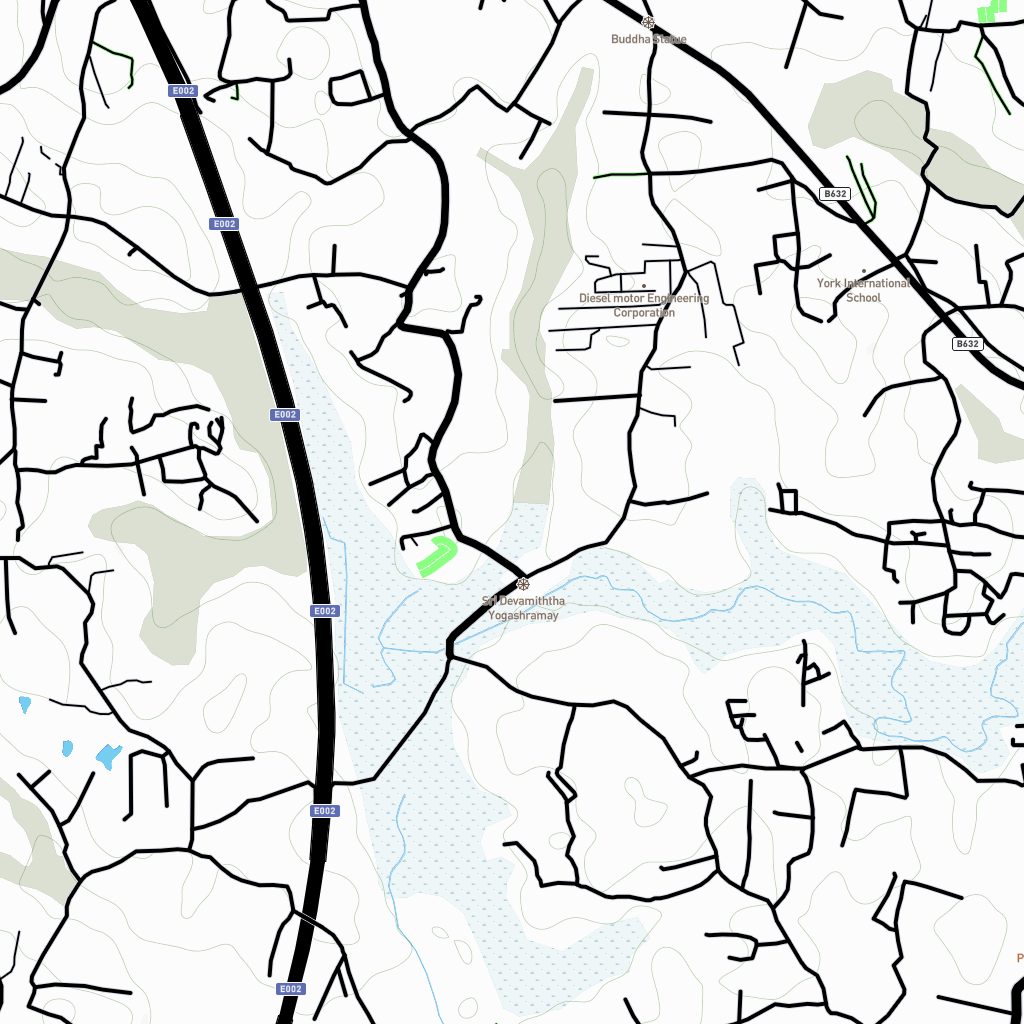 Buddha Statue
E002
B632
E002
York International
School
Diesel motor Engineering
Corporation
B632
E002
Sri Devamiththa
Yogashramay
E002
E002
P
E002